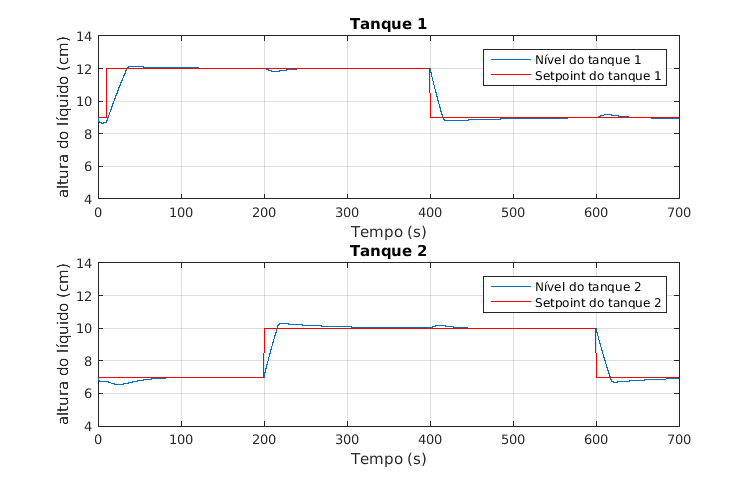 Tanque 1
altura do líquido (cm)
14
12
10
8
6
4
Nível do tanque 1
Setpoint do tanque 1
0 100 200 300 400 500 600 700
Tempo (s)
Tanque 2
altura do líquido (cm)
14
12
10
8
6
4
Nível do tanque 2
Setpoint do tanque 2
0 100 200 300 400 500 600 700
Tempo (s)